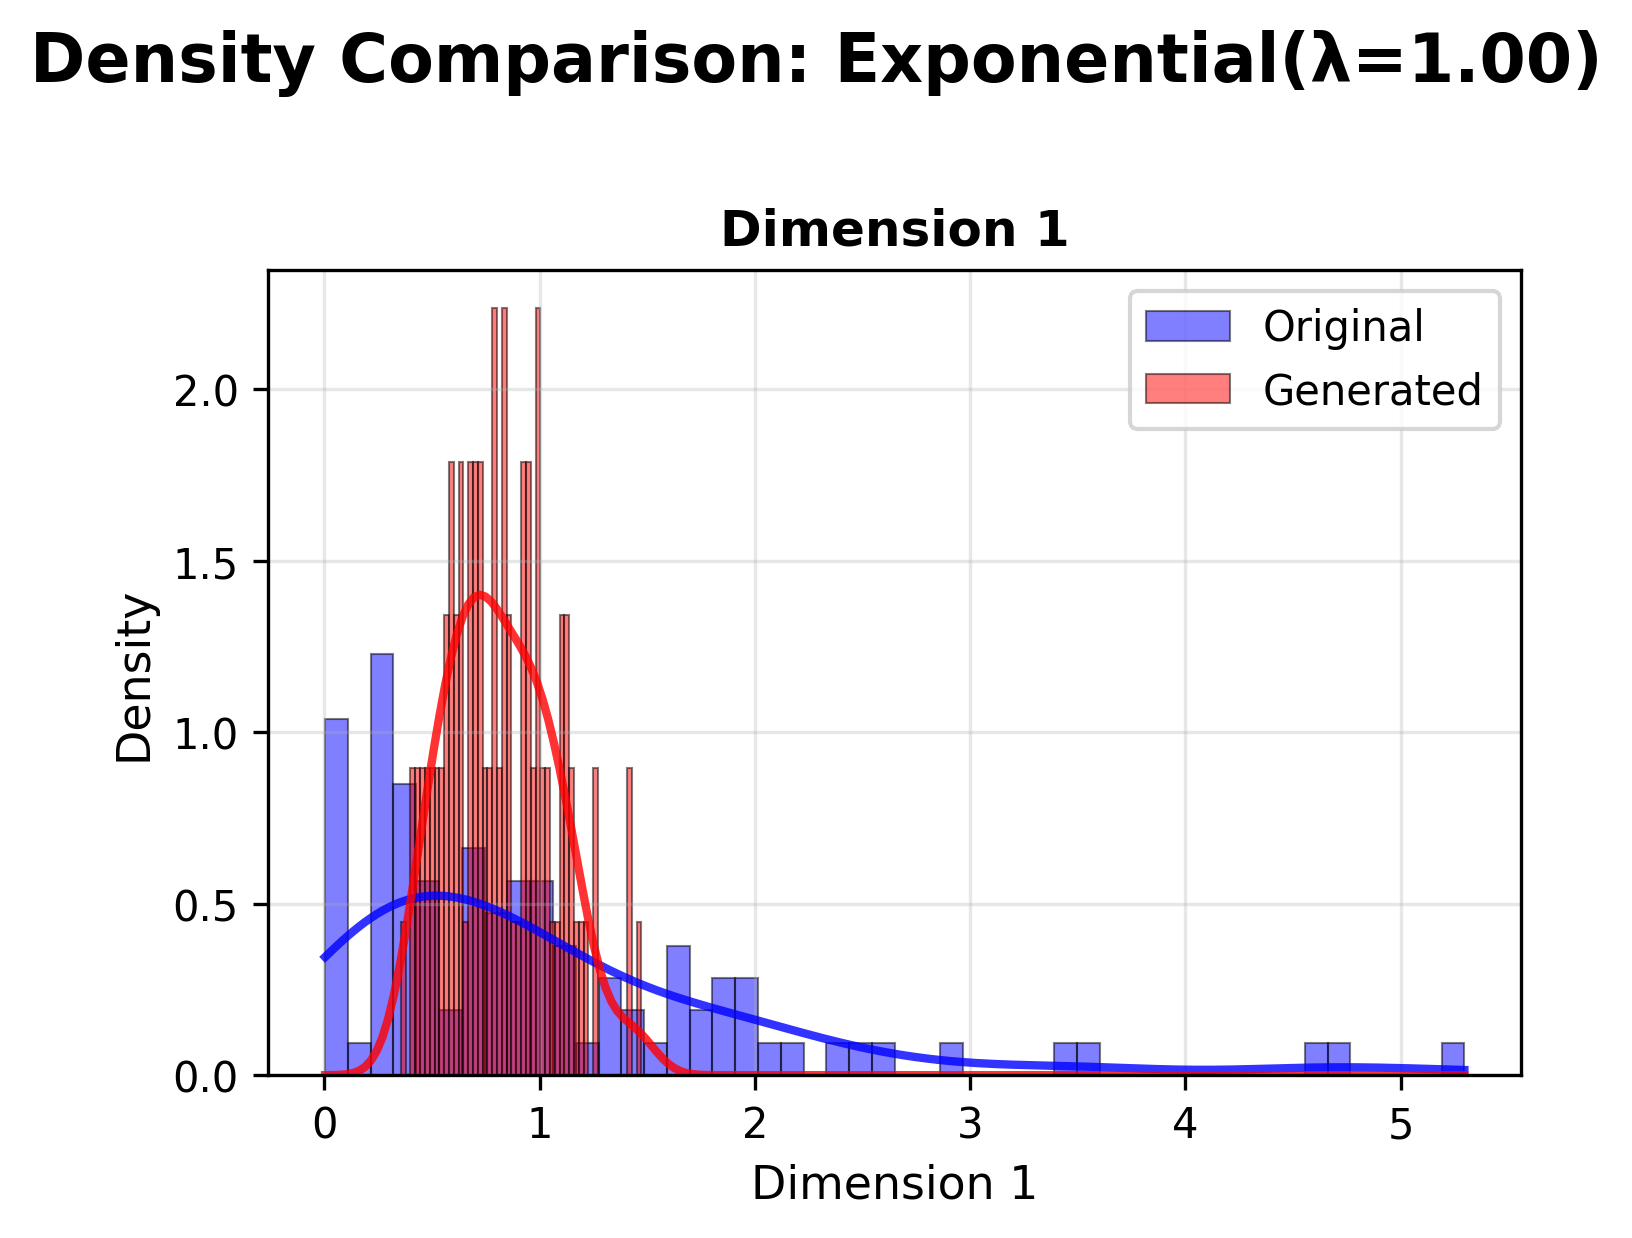 Density Comparison: Exponential(λ=1.00)
Dimension 1
Original
Generated
Density
2.0
1.5
1.0
0.5
0.0
0
1
2
3
4
5
Dimension 1